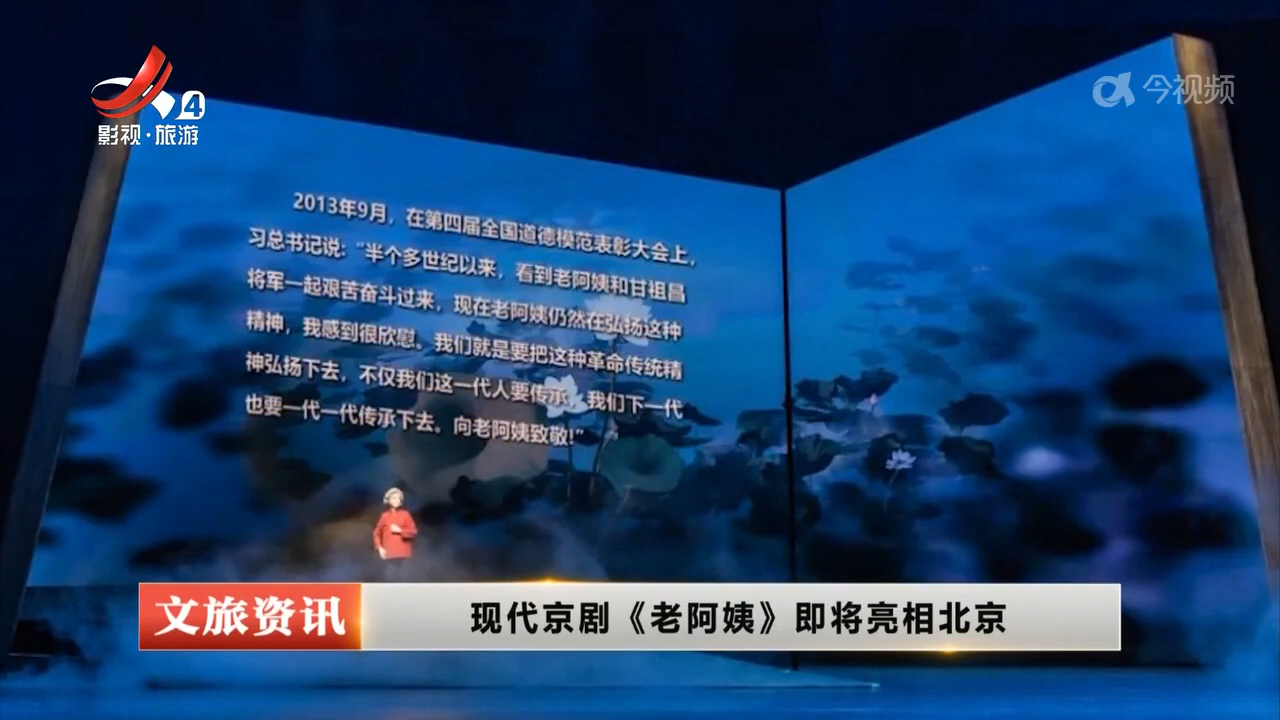 4
影视·旅游
今视频
2013年9月，在第四届全国道德模范表彰大会上，
习总书记说：“半个多世纪以来，看到老阿姨和甘祖昌
将军一起艰苦奋斗过来，现在老阿姨仍然在弘扬这种
精神，我感到很欣慰。我们就是要把这种革命传统精
神弘扬下去，不仅我们这一代人要传承，我们下一代
也要一代一代传承下去。向老阿姨致敬!”
文旅资讯
现代京剧《老阿姨》即将亮相北京